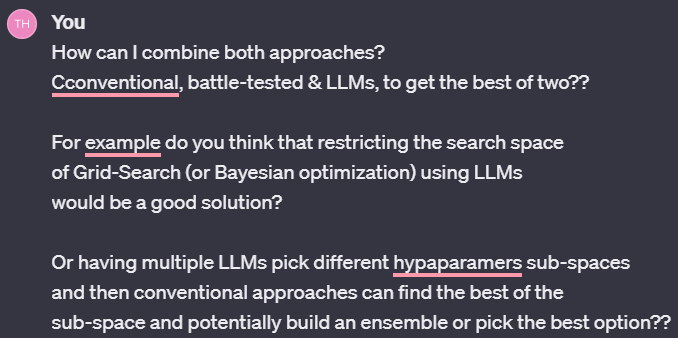 TH You
How can I combine both approaches?
Cconventional, battle-tested & LLMs, to get the best of two??
For example do you think that restricting the search space
of Grid-Search (or Bayesian optimization) using LLMs
would be a good solution?
Or having multiple LLMs pick different hypaparamers sub-spaces
and then conventional approaches can find the best of the
sub-space and potentially build an ensemble or pick the best option??